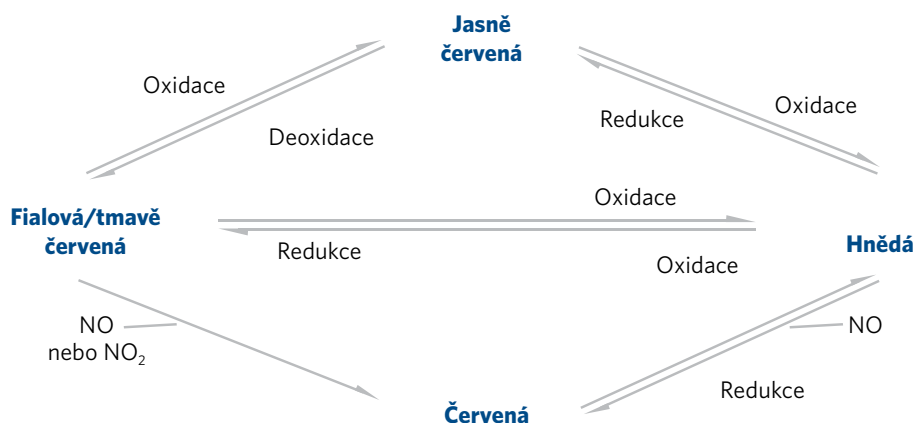 Jasně
červená
Oxidace
Oxidace
Redukce
Deoxidace
Oxidace
Fialová/tmavě
červená
Hnědá
Redukce
Oxidace
NO
nebo NO₂
NO
Redukce
Červená